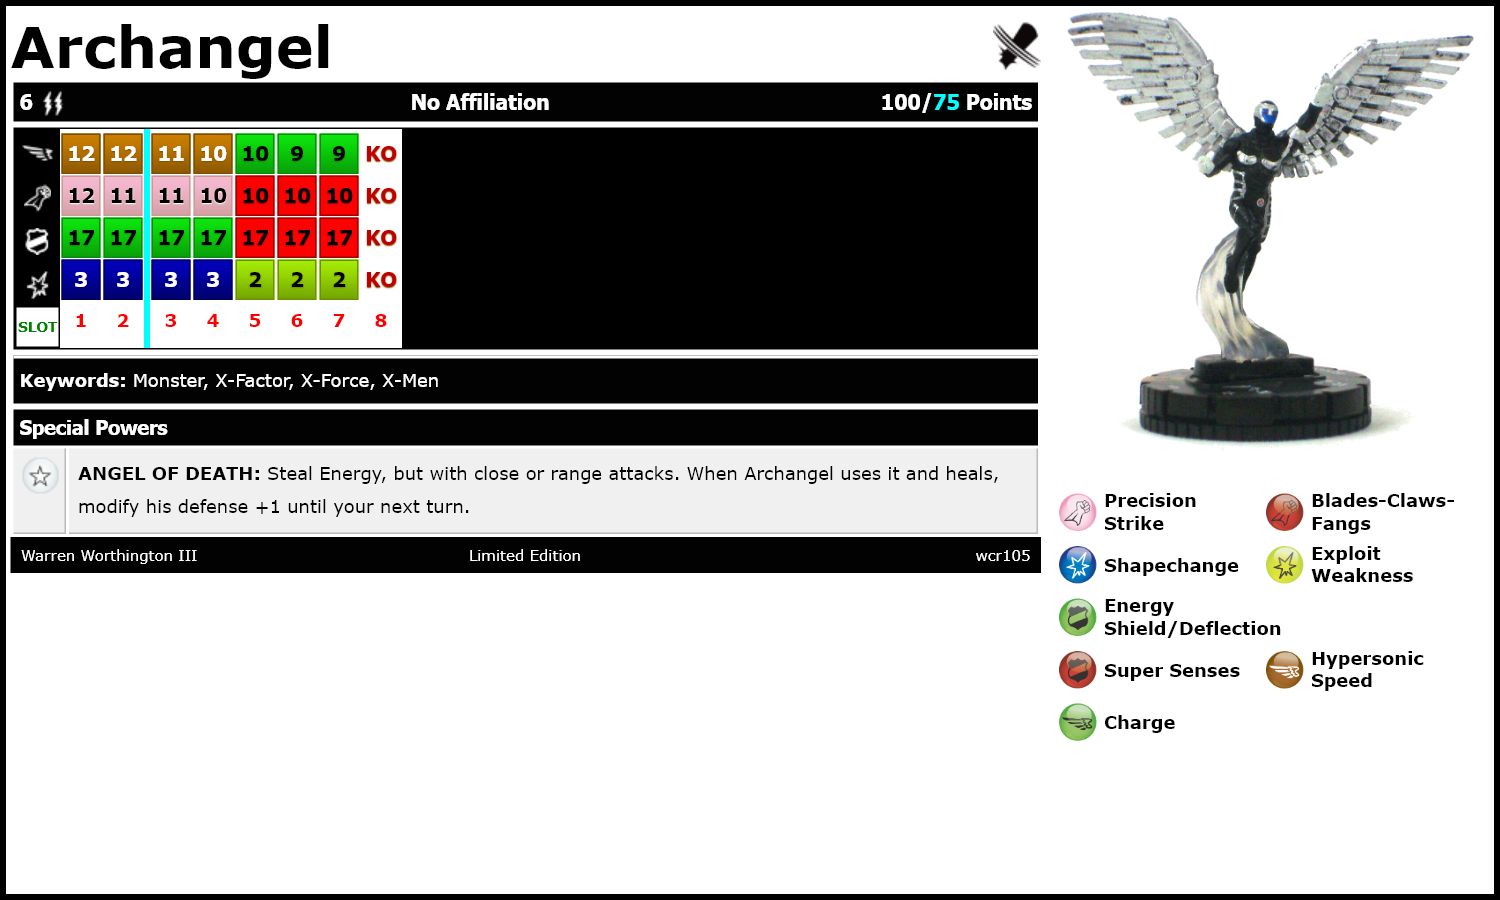 Archangel
6 No Affiliation 100/75 Points
12 12 11 10 10 9 9 KO
12 11 11 10 10 10 10 KO
17 17 17 17 17 17 17 KO
3 3 3 3 2 2 2 KO
SLOT 1 2 3 4 5 6 7 8
Keywords: Monster, X-Factor, X-Force, X-Men
Special Powers
ANGEL OF DEATH: Steal Energy, but with close or range attacks. When Archangel uses it and heals,
modify his defense +1 until your next turn.
Warren Worthington III Limited Edition wcr105
Precision
Strike
Blades-Claws-
Fangs
Shapechange
Exploit
Weakness
Energy
Shield/Deflection
Super Senses
Hypersonic
Speed
Charge